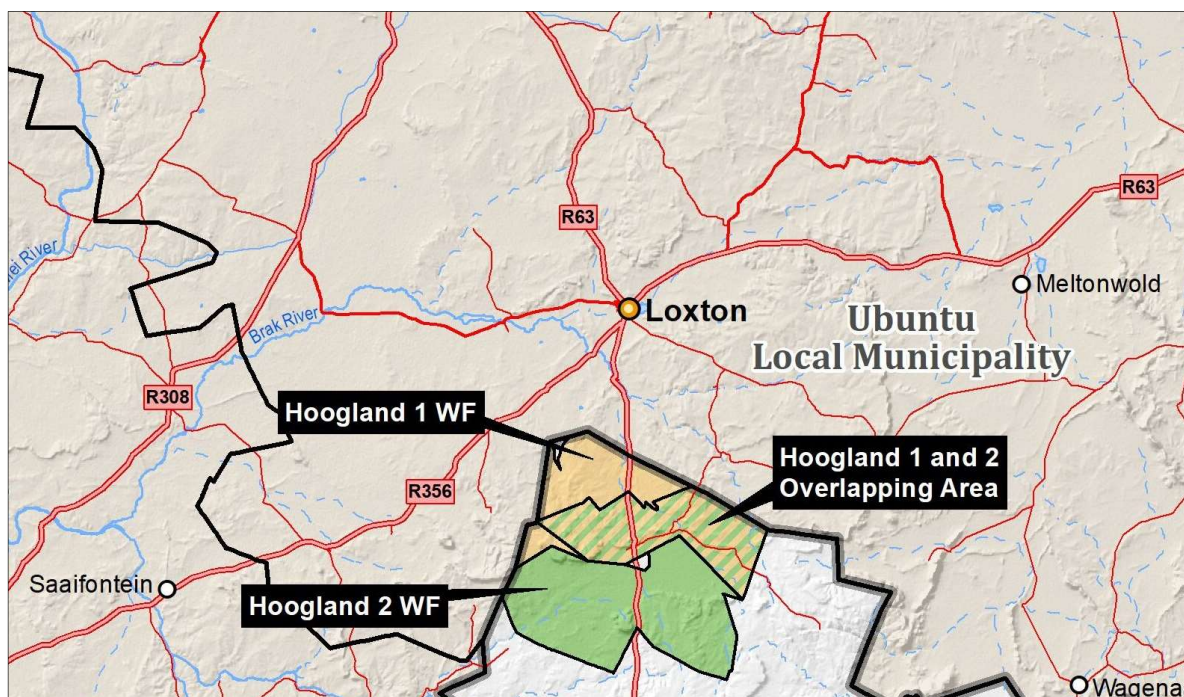 R63
R63
Meltonwold
Loxton
Ubuntu
Local Municipality
Brak River
River
R308
Hoogland 1 WF
Hoogland 1 and 2
Overlapping Area
R356
Saaifontein
Hoogland 2 WF
Wagena